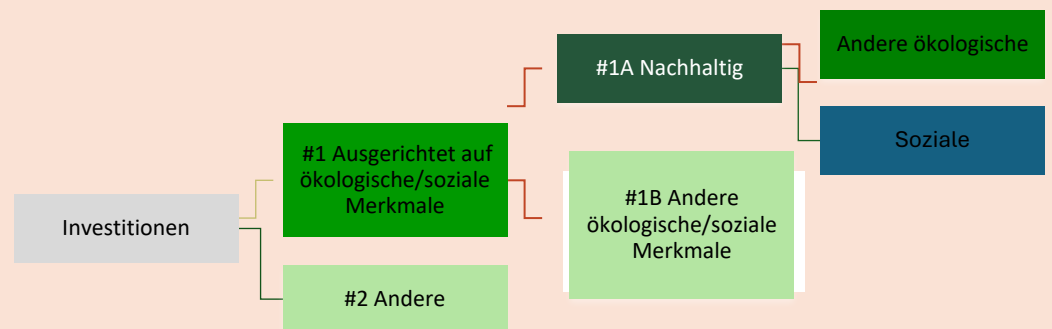 Investitionen
#1 Ausgerichtet auf
ökologische/soziale
Merkmale
#2 Andere
#1A Nachhaltig
#1B Andere
ökologische/soziale
Merkmale
Andere ökologische
Soziale